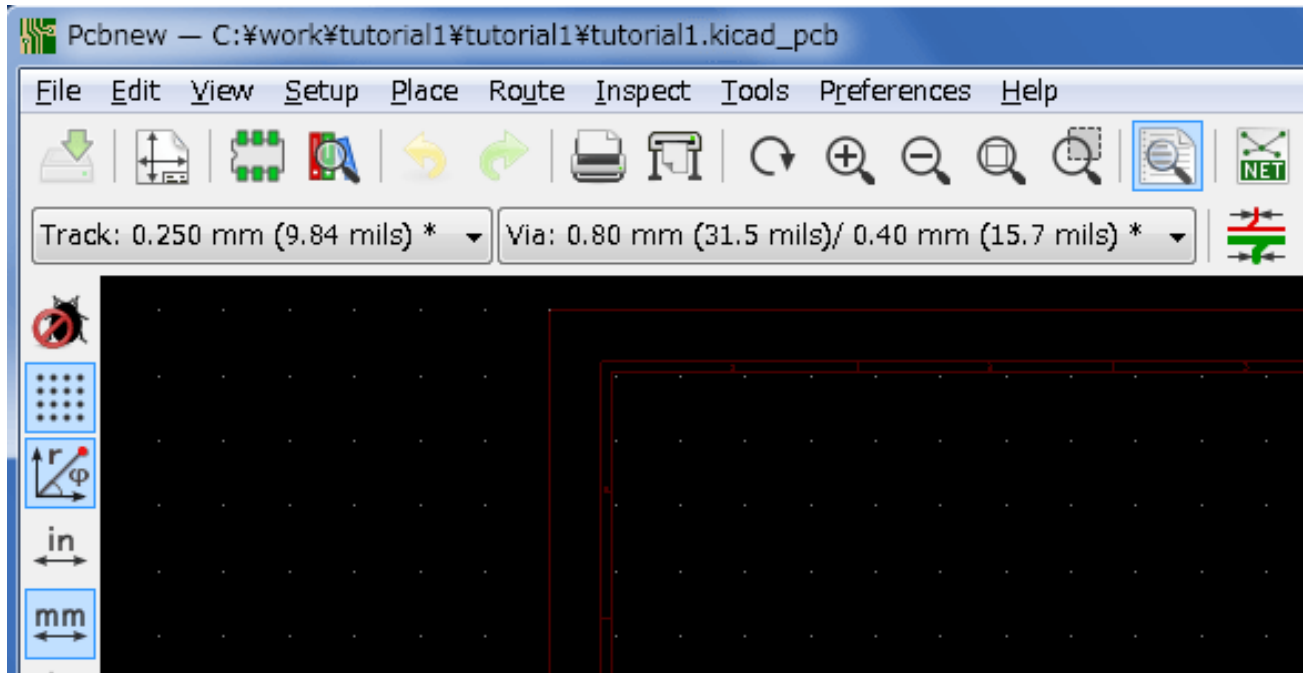 Pcbnew — C:¥work¥tutorial1¥tutorial1¥tutorial1.kicad_pcb
File Edit View Setup Place Route Inspect Tools Preferences Help
NET
Track: 0.250 mm (9.84 mils) * Via: 0.80 mm (31.5 mils)/ 0.40 mm (15.7 mils) *
r φ
in
mm